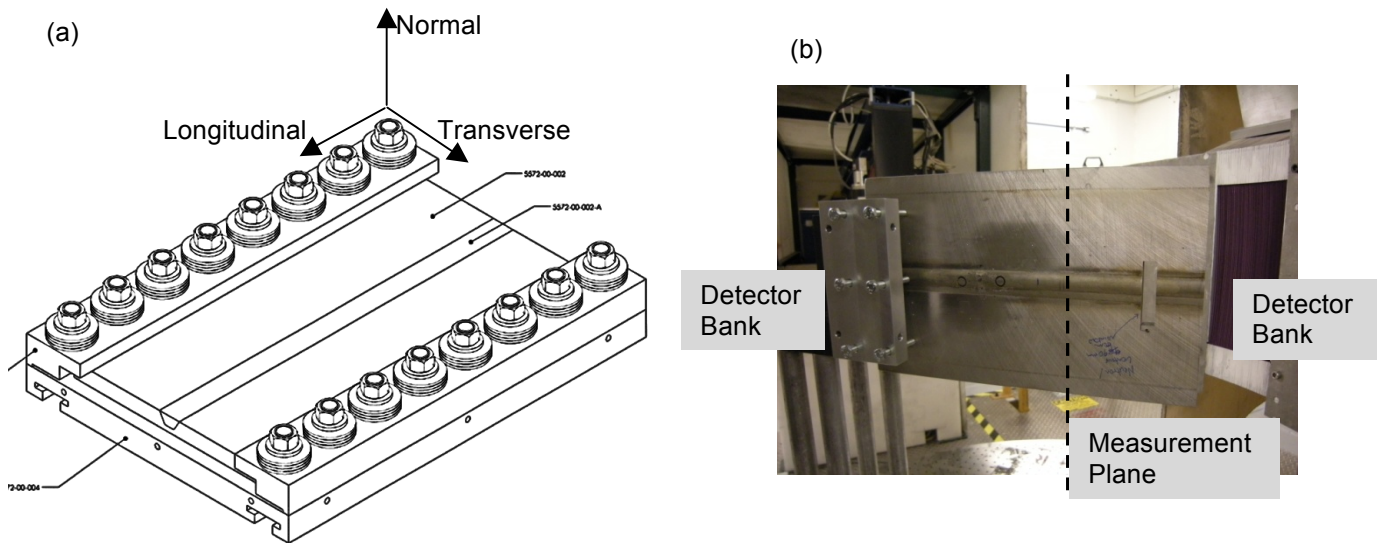 (a)
Normal
Longitudinal
Transverse
5572-00-002
5572-00-002-A
72-00-004
(b)
Detector
Bank
Detector
Bank
Measurement
Plane